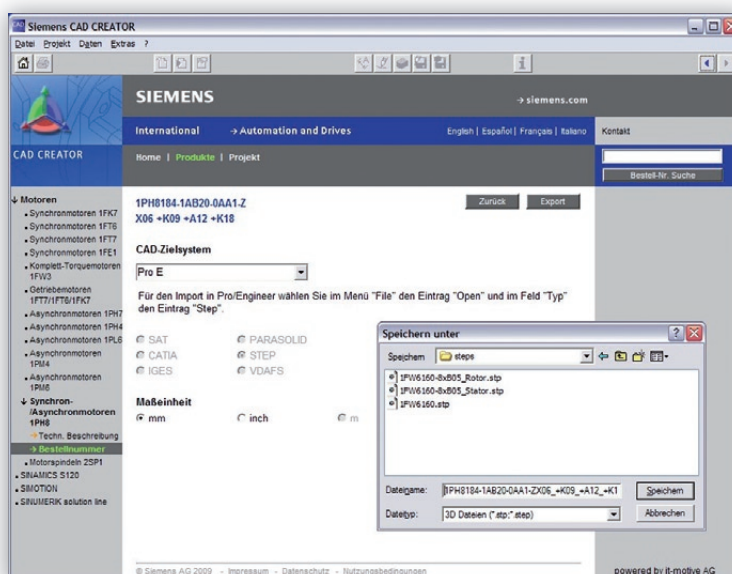 Siemens CAD CREATOR
Datei Projekt Daten Extras ?
SIEMENS
→ siemens.com
International → Automation and Drives English | Español | Français | Italano Kontakt
CAD CREATOR
Home | Produkte | Projekt
Bestell-Nr. Suche
↓ Motoren
Synchronmotoren 1FK7
Synchronmotoren 1FT6
Synchronmotoren 1FT7
Synchronmotoren 1FE1
Komplett-Torquemotoren
1FW3
Getriebemotoren
1FT7/1FT6/1FK7
Asynchronmotoren 1PH7
Asynchronmotoren 1PH4
Asynchronmotoren 1PL6
Asynchronmotoren
1PM4
Asynchronmotoren
1PM6
↓ Synchron-
/Asynchronmotoren
1PH8
→ Techn. Beschreibung
→ Bestellnummer
Motorspindeln 2SP1
SINAMICS S120
SIMOTION
SINUMERIK solution line
1PH8184-1AB20-0AA1-Z
X06 +K09 +A12 +K18
Zurück Export
CAD-Zielsystem
Pro E
Für den Import in Pro/Engineer wählen Sie im Menü "File" den Eintrag "Open" und im Feld "Typ"
den Eintrag "Step".
SAT PARASOLID
CATIA STEP
IGES VDAFS
Maßeinheit
mm inch m
Speichern unter
Speichern steps
1FW6160-8xB05_Rotor.stp
1FW6160-8xB05_Stator.stp
1FW6160.stp
Dateiname: 1PH8184-1AB20-0AA1-ZX06_+K09_+A12_+K1 Speichern
Dateityp: 3D Dateien (*.stp;*.step) Abbrechen
© Siemens AG 2009 - Impressum - Datenschutz - Nutzungsbedingungen
powered by it-motive AG